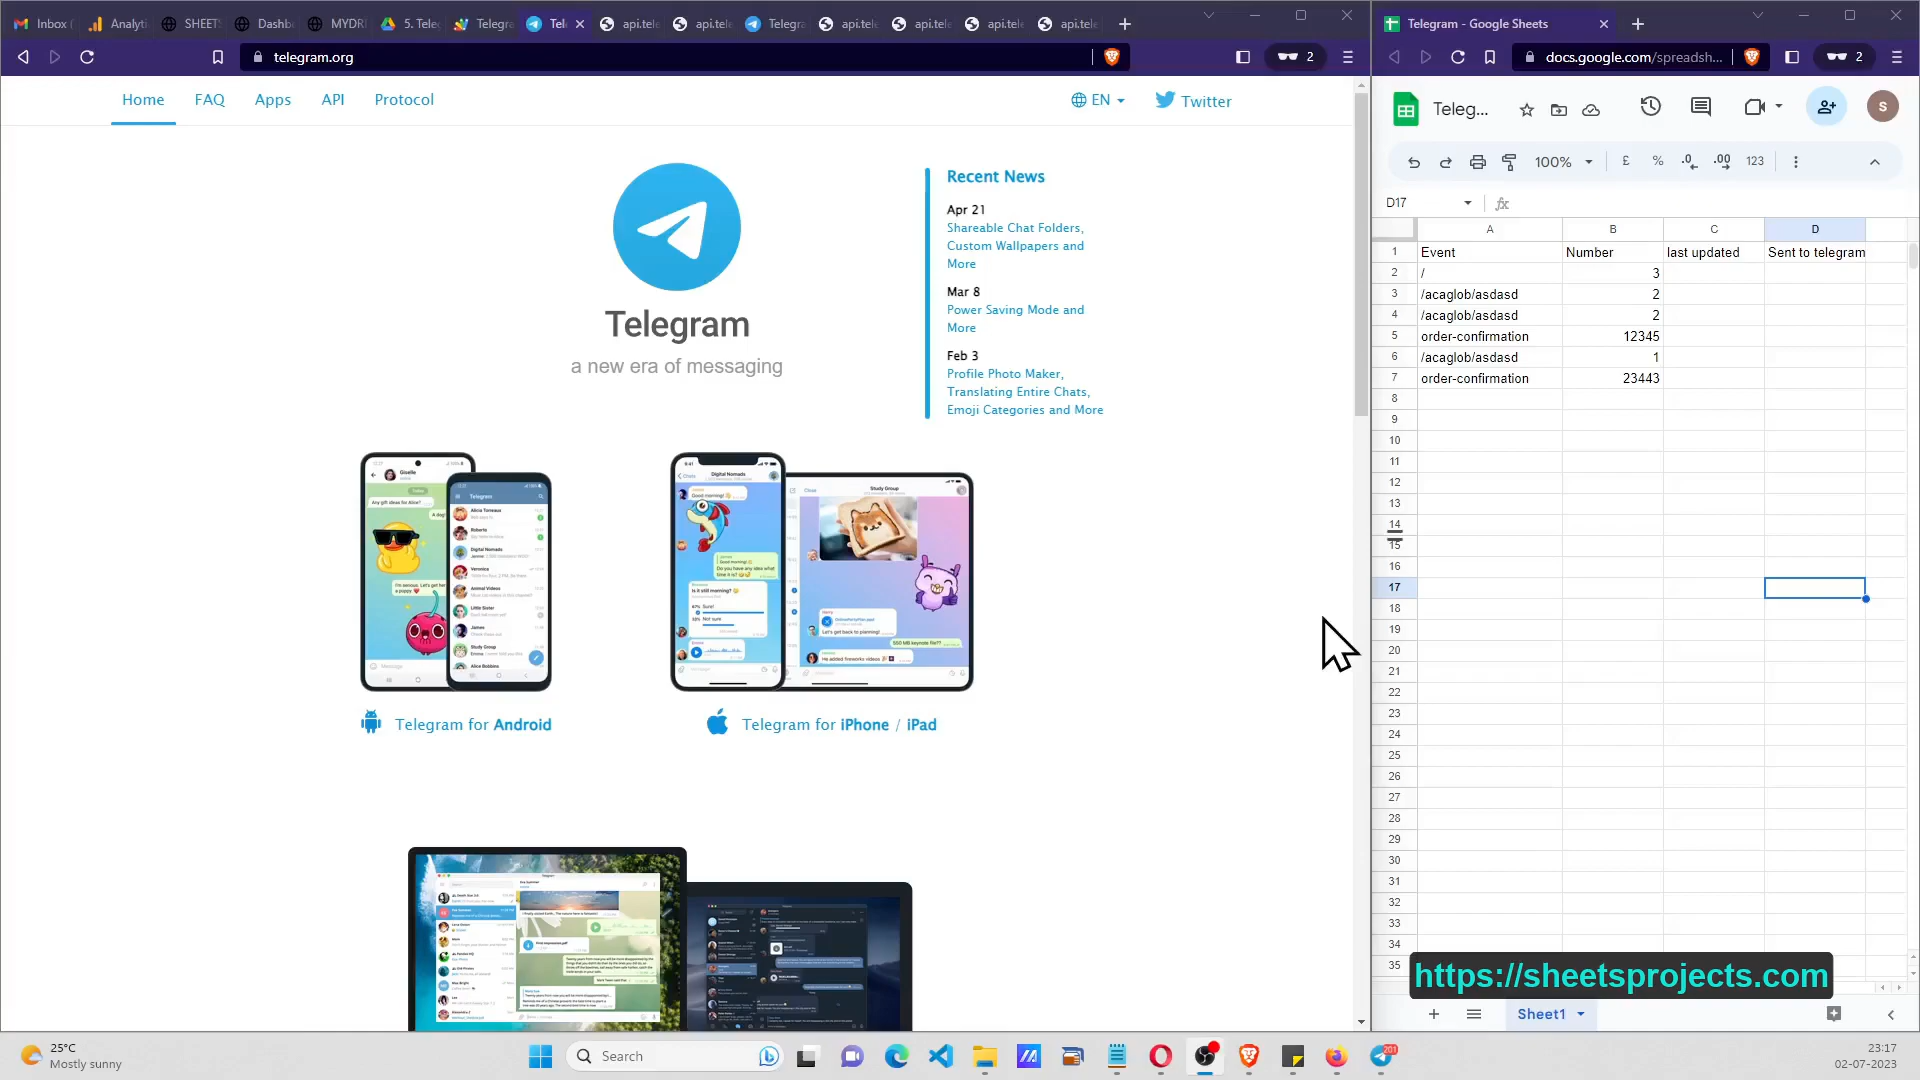 Inbox (
Analyti
SHEET
Dashb
MYDRI
5. Tele
Telegra
Tel
api.tele
api.tele
Telegra
api.tele
api.tele
api.tele
api.tele
telegram.org
2
Home
FAQ
Apps
API
Protocol
EN
Twitter
Telegram
a new era of messaging
Recent News
Apr 21
Shareable Chat Folders,
Custom Wallpapers and
More
Mar 8
Power Saving Mode and
More
Feb 3
Profile Photo Maker,
Translating Entire Chats,
Emoji Categories and More
Telegram for Android
Telegram for iPhone / iPad
Telegram - Google Sheets
docs.google.com/spreadsh...
2
Teleg...
S
100%
£
%
.0
.00
123
D17
fx
A B C D
1 Event Number last updated Sent to telegram
2 / 3
3 /acaglob/asdasd 2
4 /acaglob/asdasd 2
5 order-confirmation 12345
6 /acaglob/asdasd 1
7 order-confirmation 23443
8
9
10
11
12
13
14
15
16
17
18
19
20
21
22
23
24
25
26
27
28
29
30
31
32
33
34
35
https://sheetsprojects.com
Sheet1
25°C
Mostly sunny
Search
201
23:17
02-07-2023